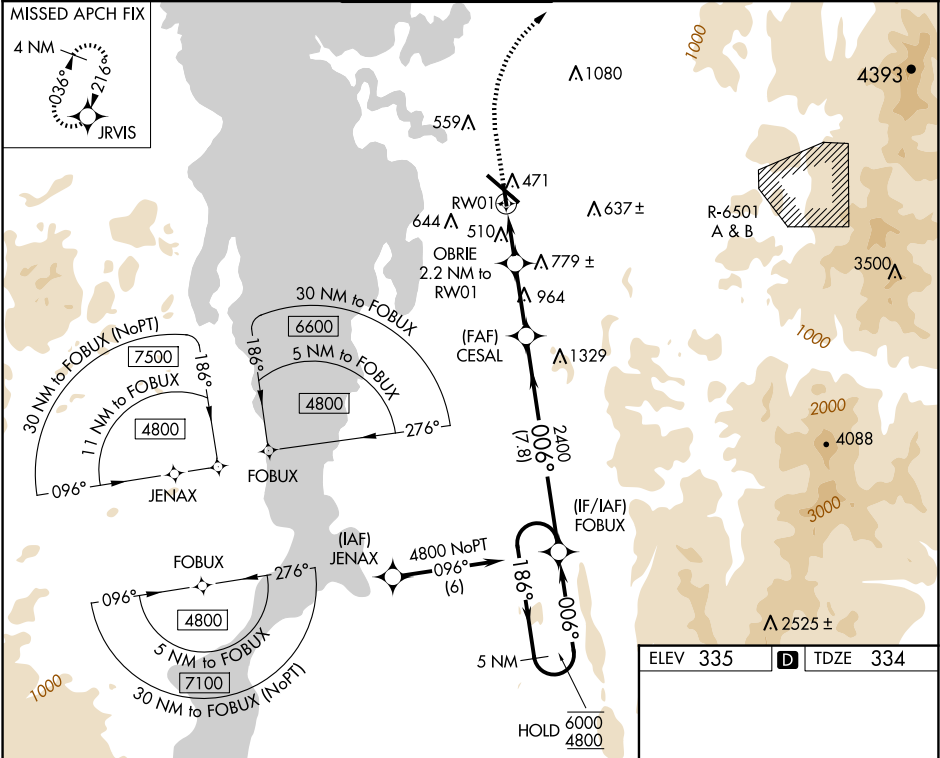 MISSED APCH FIX
4 NM
036°
216°
JRVIS
1000
1080
4393
559
471
RW01
644
510
637 ±
R-6501
A & B
OBRIE
2.2 NM to
RW01
779 ±
3500
964
30 NM to FOBUX
6600
5 NM to FOBUX
4800
186°
276°
FOBUX
30 NM to FOBUX (NoPT)
7500
11 NM to FOBUX
4800
186°
096°
JENAX
(FAF)
CESAL
1329
1000
2000
4088
3000
2400
006°
(7.8)
(IF/IAF)
FOBUX
(IAF)
JENAX
4800 NoPT
096°
(6)
186°
006°
5 NM
HOLD 6000
4800
FOBUX
096°
276°
4800
5 NM to FOBUX
7100
30 NM to FOBUX (NoPT)
1000
2525 ±
ELEV 335 D TDZE 334